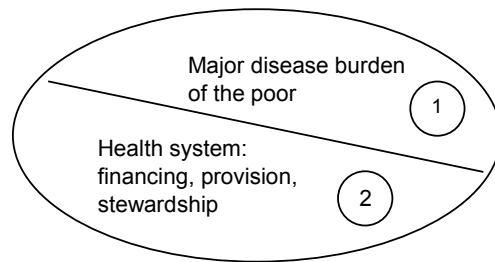 Major disease burden
of the poor
1
Health system:
financing, provision,
stewardship
2